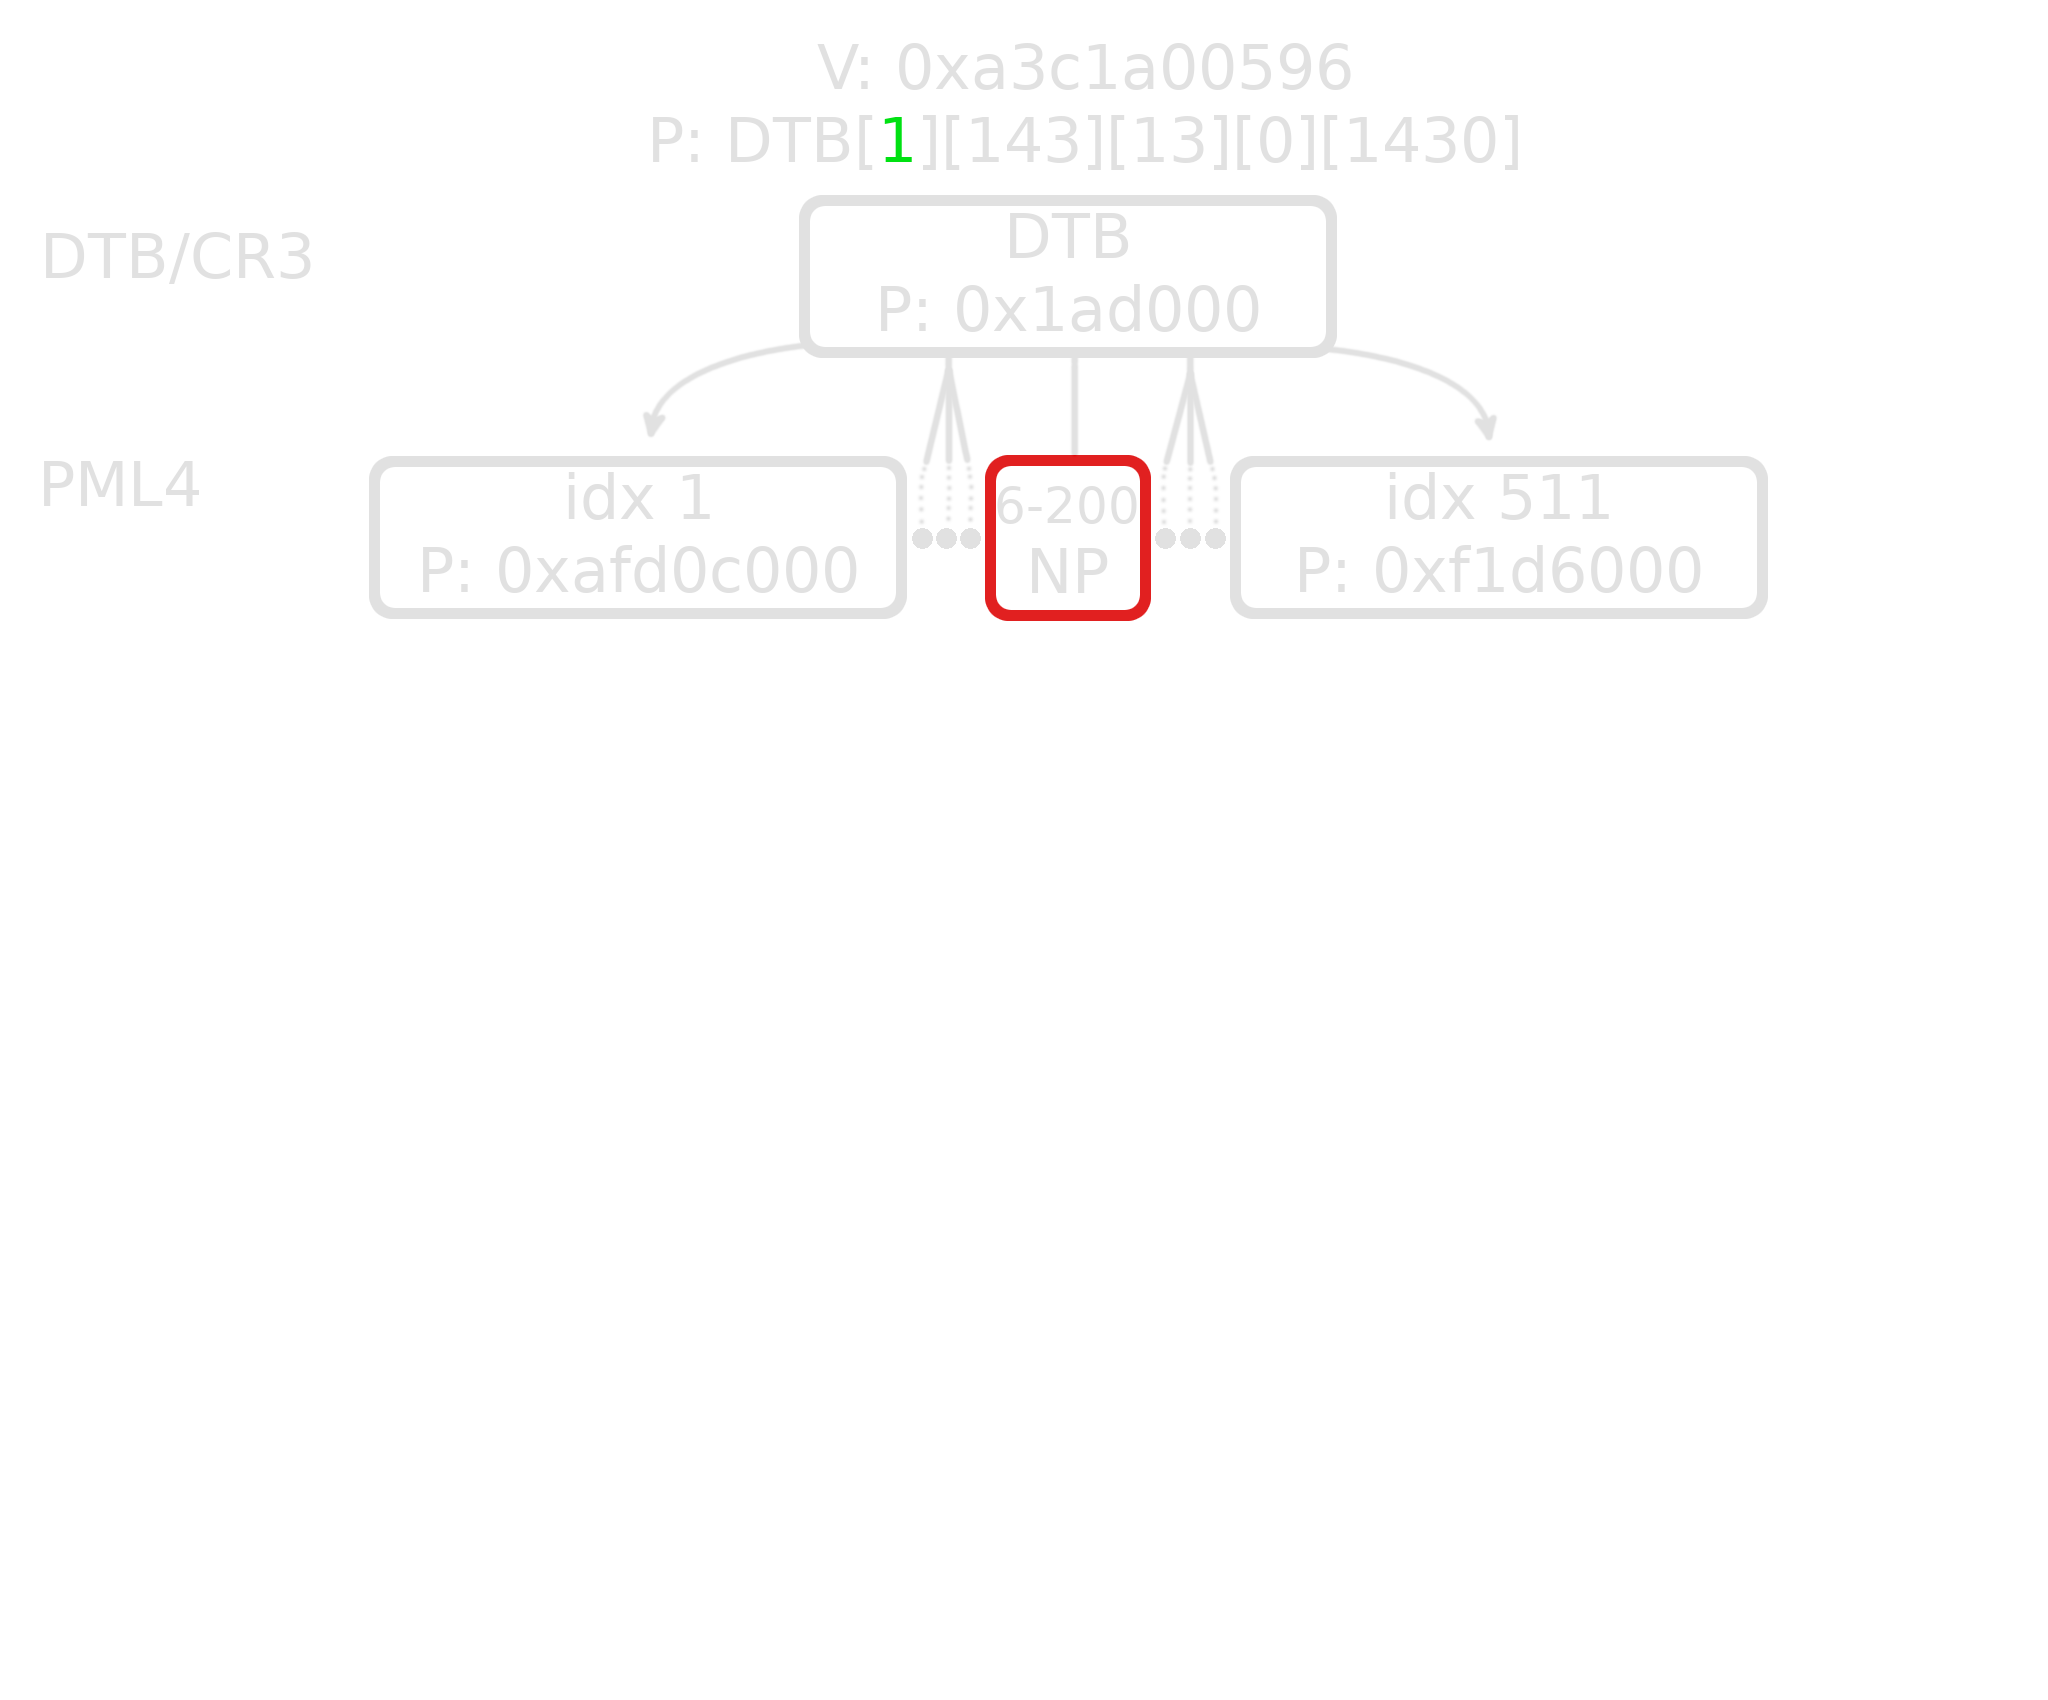 V: 0xa3c1a00596
P: DTB[1][143][13][0][1430]
DTB/CR3
DTB
P: 0x1ad000
PML4
idx 1
P: 0xafd0c000
6-200
NP
idx 511
P: 0xf1d6000